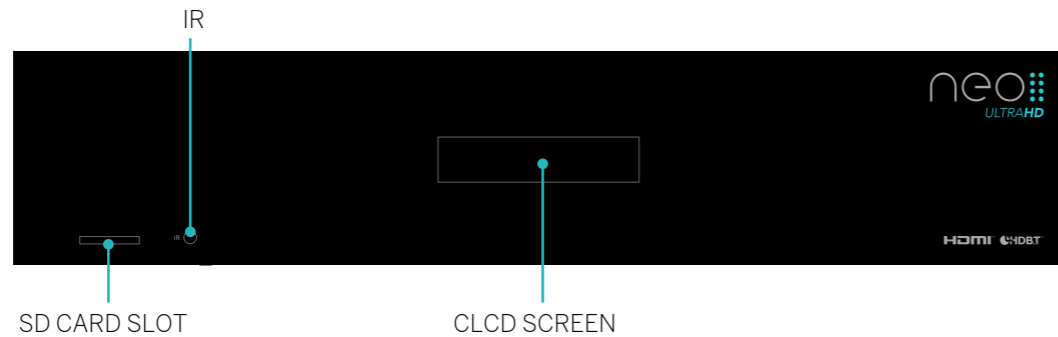 IR
neo
ULTRAHD
IR
HDMI HDBT
SD CARD SLOT
CLCD SCREEN